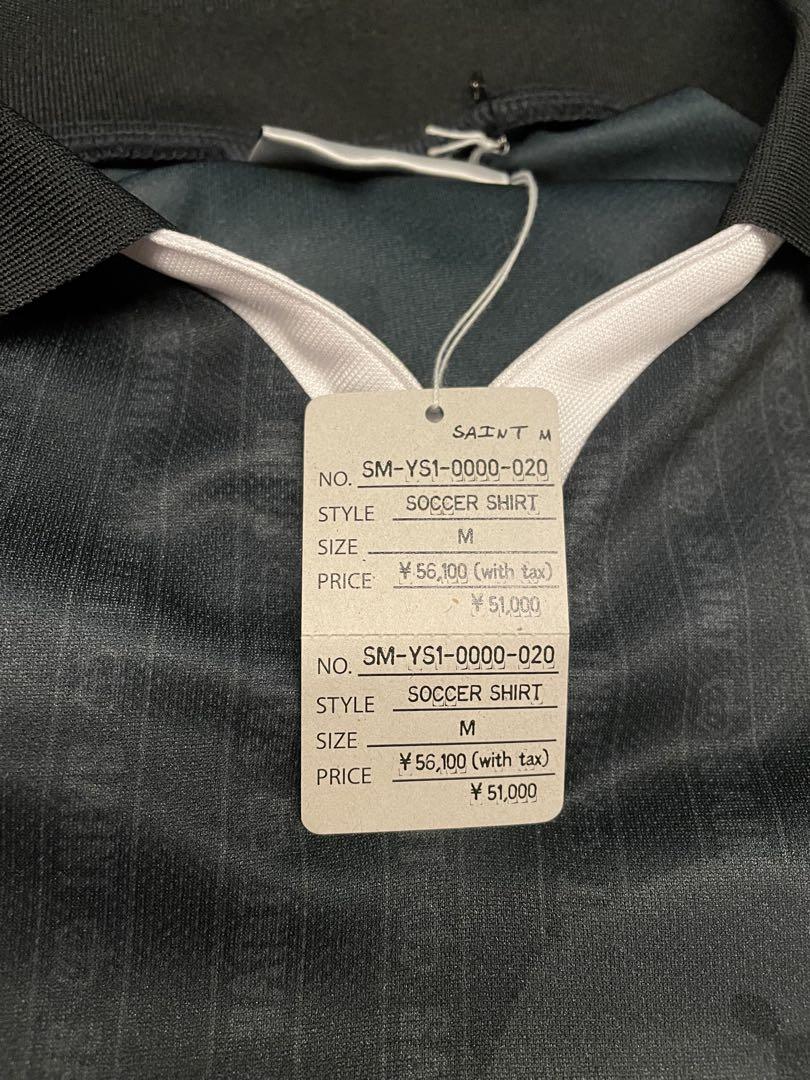 SAINT M
NO. SM-YS1-0000-020
STYLE SOCCER SHIRT
SIZE M
PRICE ¥56,100 (with tax)
¥51,000
NO. SM-YS1-0000-020
STYLE SOCCER SHIRT
SIZE M
PRICE ¥56,100 (with tax)
¥51,000